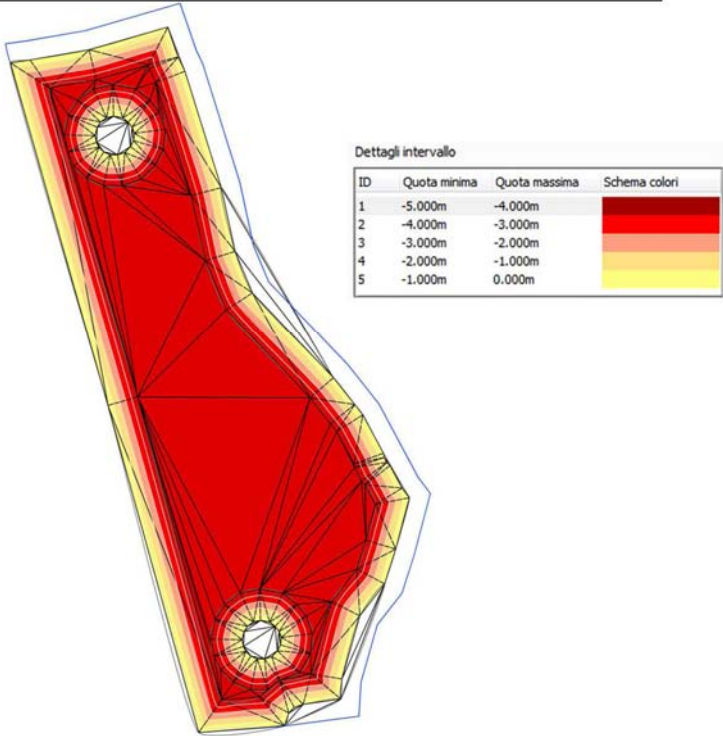 Dettagli intervallo
ID Quota minima Quota massima Schema colori
1 -5.000m -4.000m
2 -4.000m -3.000m
3 -3.000m -2.000m
4 -2.000m -1.000m
5 -1.000m 0.000m